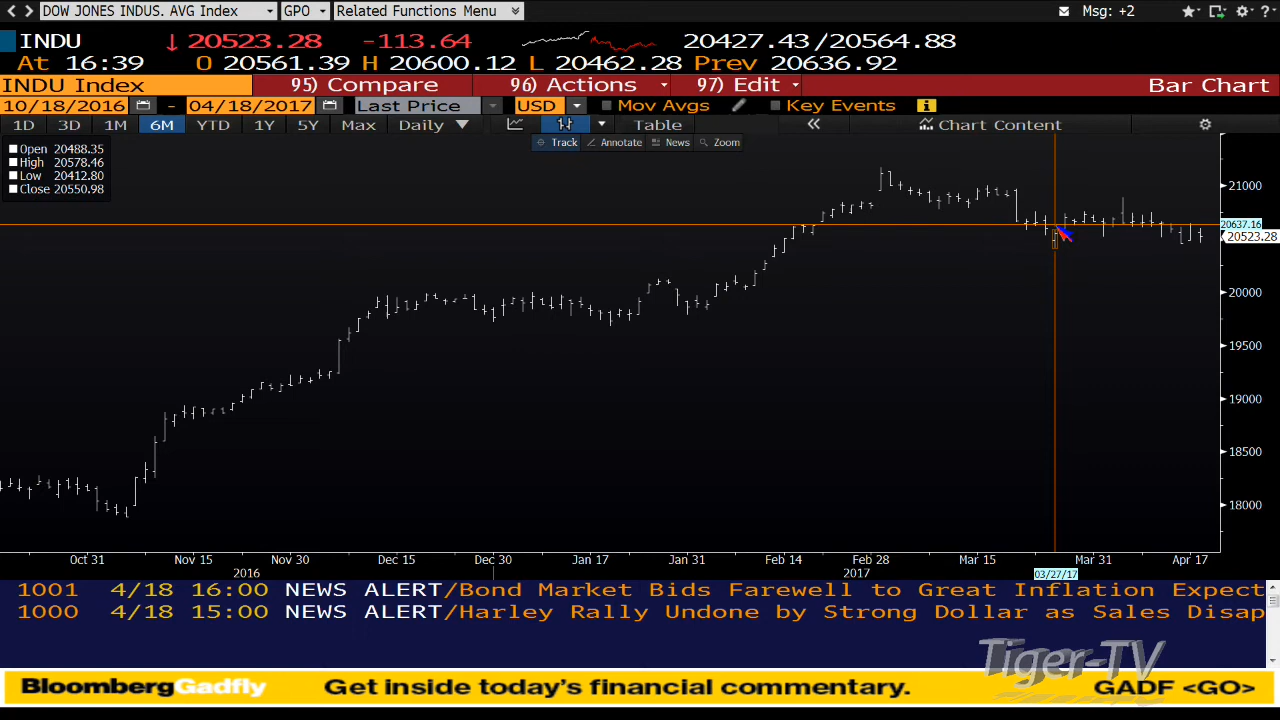 DOW JONES INDUS. AVG Index GPO Related Functions Menu Msg: +2
INDU 20523.28 -113.64 20427.43/20564.88
At 16:39 O 20561.39 H 20600.12 L 20462.28 Prev 20636.92
INDU Index 95) Compare 96) Actions 97) Edit Bar Chart
10/18/2016 - 04/18/2017 Last Price USD Mov Avgs Key Events
1D 3D 1M 6M YTD 1Y 5Y Max Daily Table Chart Content
Track Annotate News Zoom
Open 20488.35
High 20578.46
Low 20412.80
Close 20550.98
21000
20637.16
20523.28
20000
19500
19000
18500
18000
Oct 31 Nov 15 Nov 30 Dec 15 Dec 30 Jan 17 Jan 31 Feb 14 Feb 28 Mar 15 Mar 31 Apr 17
2016 2017 03/27/17
1001 4/18 16:00 NEWS ALERT/Bond Market Bids Farewell to Great Inflation Expect
1000 4/18 15:00 NEWS ALERT/Harley Rally Undone by Strong Dollar as Sales Disap
Tiger-TV
BloombergGadfly Get inside today's financial commentary. GADF <GO>